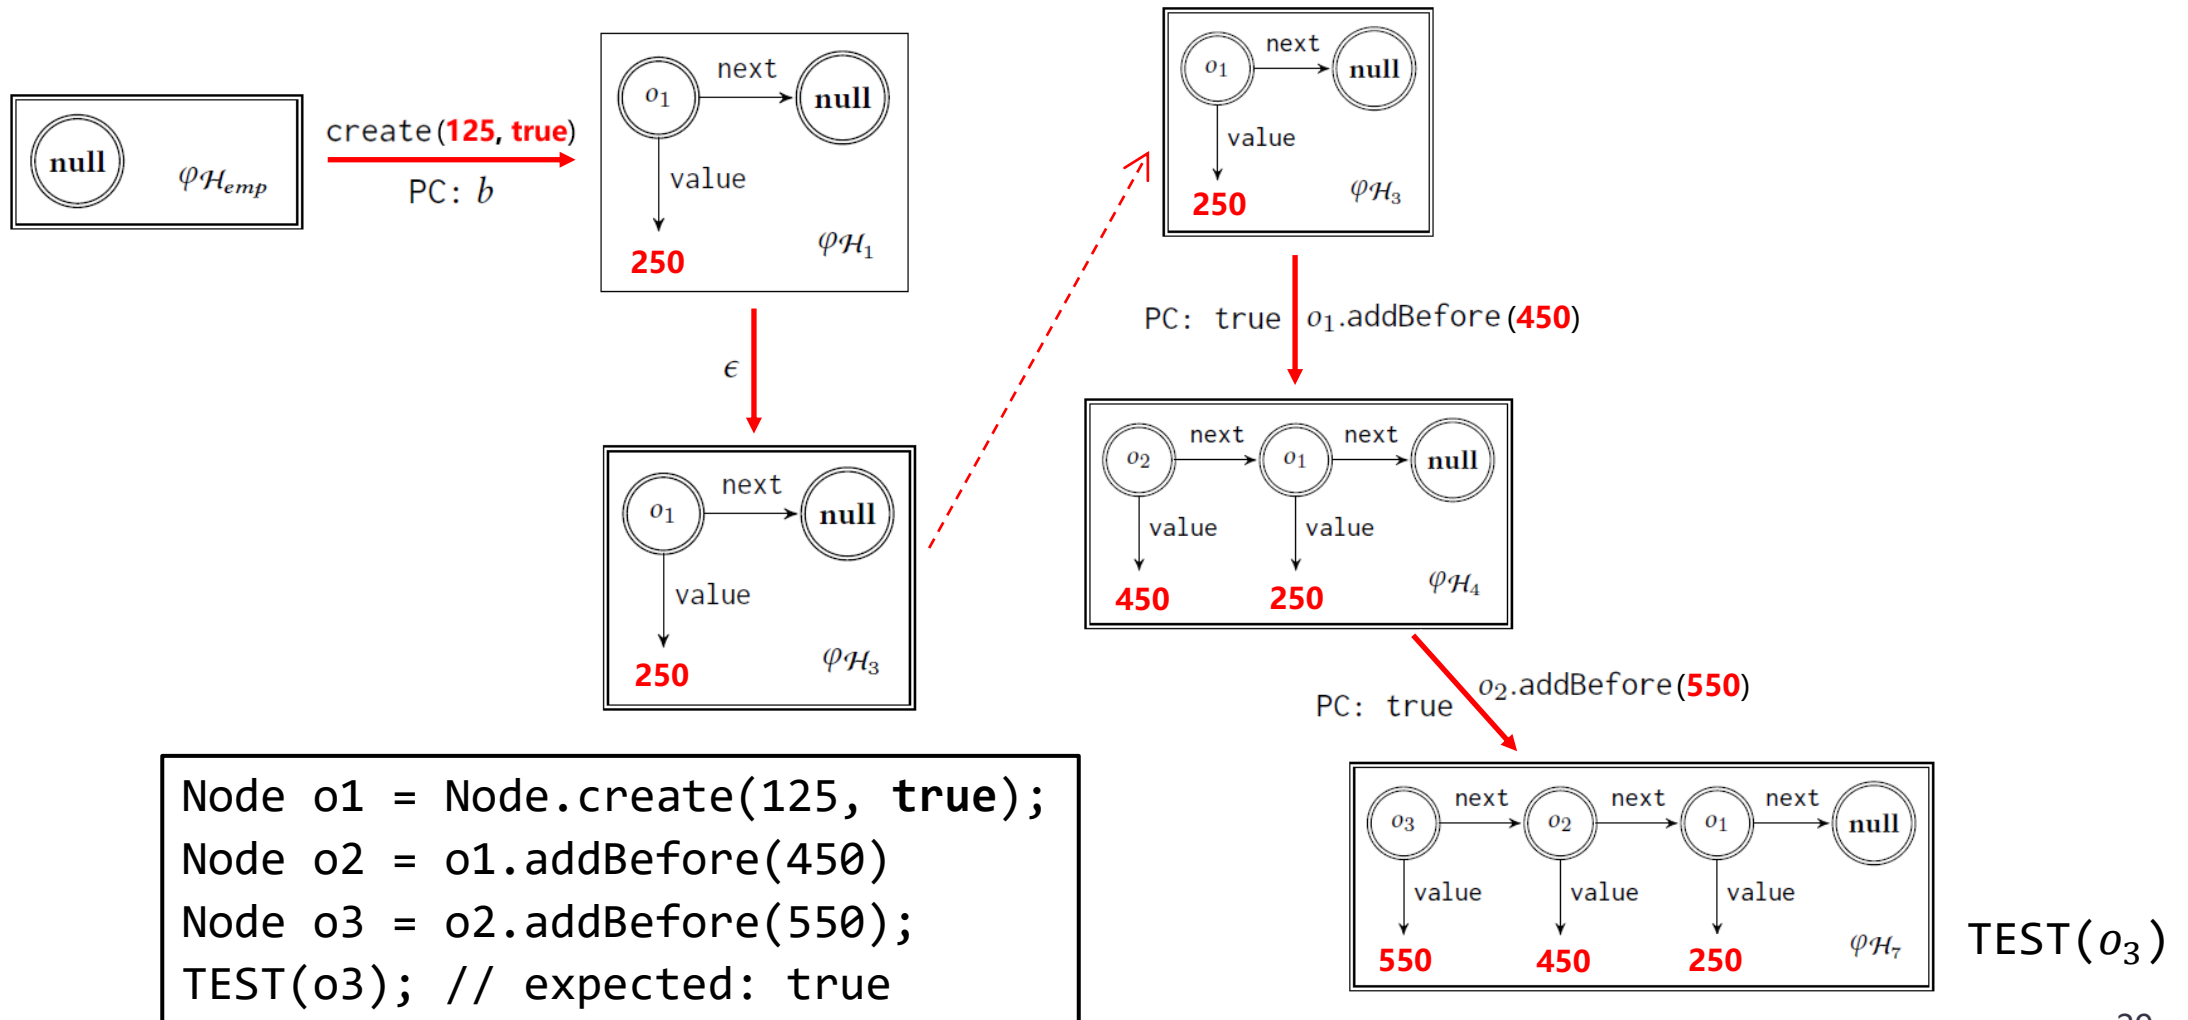 null
φ𝓗emp
create(125, true)
PC: b
o1
next
null
value
250
φ𝓗1
ϵ
o1
next
null
value
250
φ𝓗3
o1
next
null
value
250
φ𝓗3
PC: true
o1.addBefore(450)
o2
next
o1
next
null
value
value
450
250
φ𝓗4
PC: true
o2.addBefore(550)
o3
next
o2
next
o1
next
null
value
value
value
550
450
250
φ𝓗7
TEST(o3)
Node o1 = Node.create(125, true);
Node o2 = o1.addBefore(450)
Node o3 = o2.addBefore(550);
TEST(o3); // expected: true